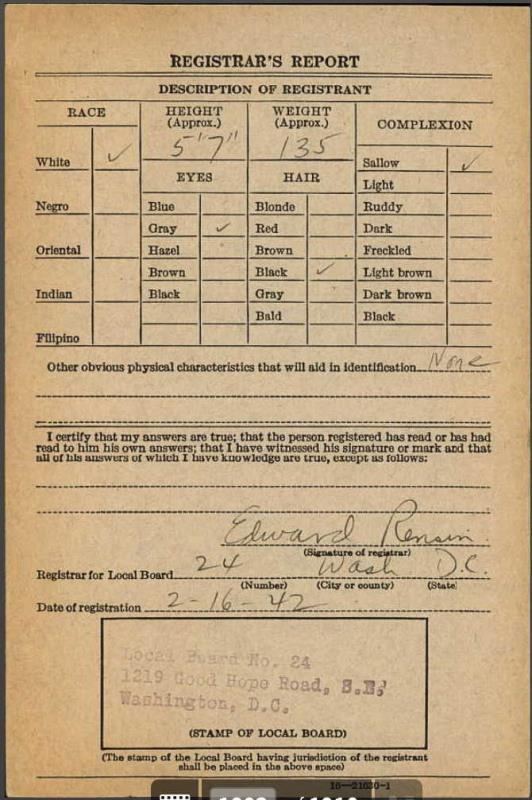 REGISTRAR'S REPORT
DESCRIPTION OF REGISTRANT
RACE
HEIGHT
(Approx.)
WEIGHT
(Approx.)
COMPLEXION
5'7"
135
White ✓
EYES
HAIR
Sallow ✓
Light
Negro
Blue
Blonde
Ruddy
Gray ✓
Red
Dark
Oriental
Hazel
Brown
Freckled
Brown
Black ✓
Light brown
Indian
Black
Gray
Dark brown
Bald
Black
Filipino
Other obvious physical characteristics that will aid in identification None
I certify that my answers are true; that the person registered has read or has had
read to him his own answers; that I have witnessed his signature or mark and that
all of his answers of which I have knowledge are true, except as follows:
Edward
(Signature of registrar)
Registrar for Local Board 24 Wash D.C.
(Number) (City or county) (State)
Date of registration 2-16-42
Local Board No. 24
1219 Good Hope Road, S.E.
Washington, D.C.
(STAMP OF LOCAL BOARD)
(The stamp of the Local Board having jurisdiction of the registrant
shall be placed in the above space)
16—21630-1